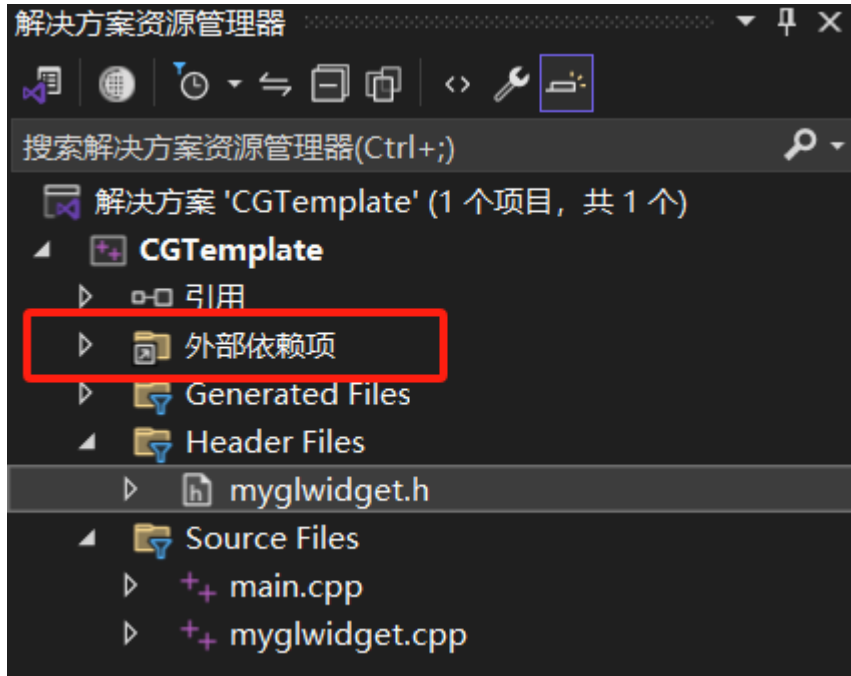 解决方案资源管理器
搜索解决方案资源管理器(Ctrl+;)
解决方案 'CGTemplate' (1 个项目，共 1 个)
CGTemplate
引用
外部依赖项
Generated Files
Header Files
myglwidget.h
Source Files
main.cpp
myglwidget.cpp